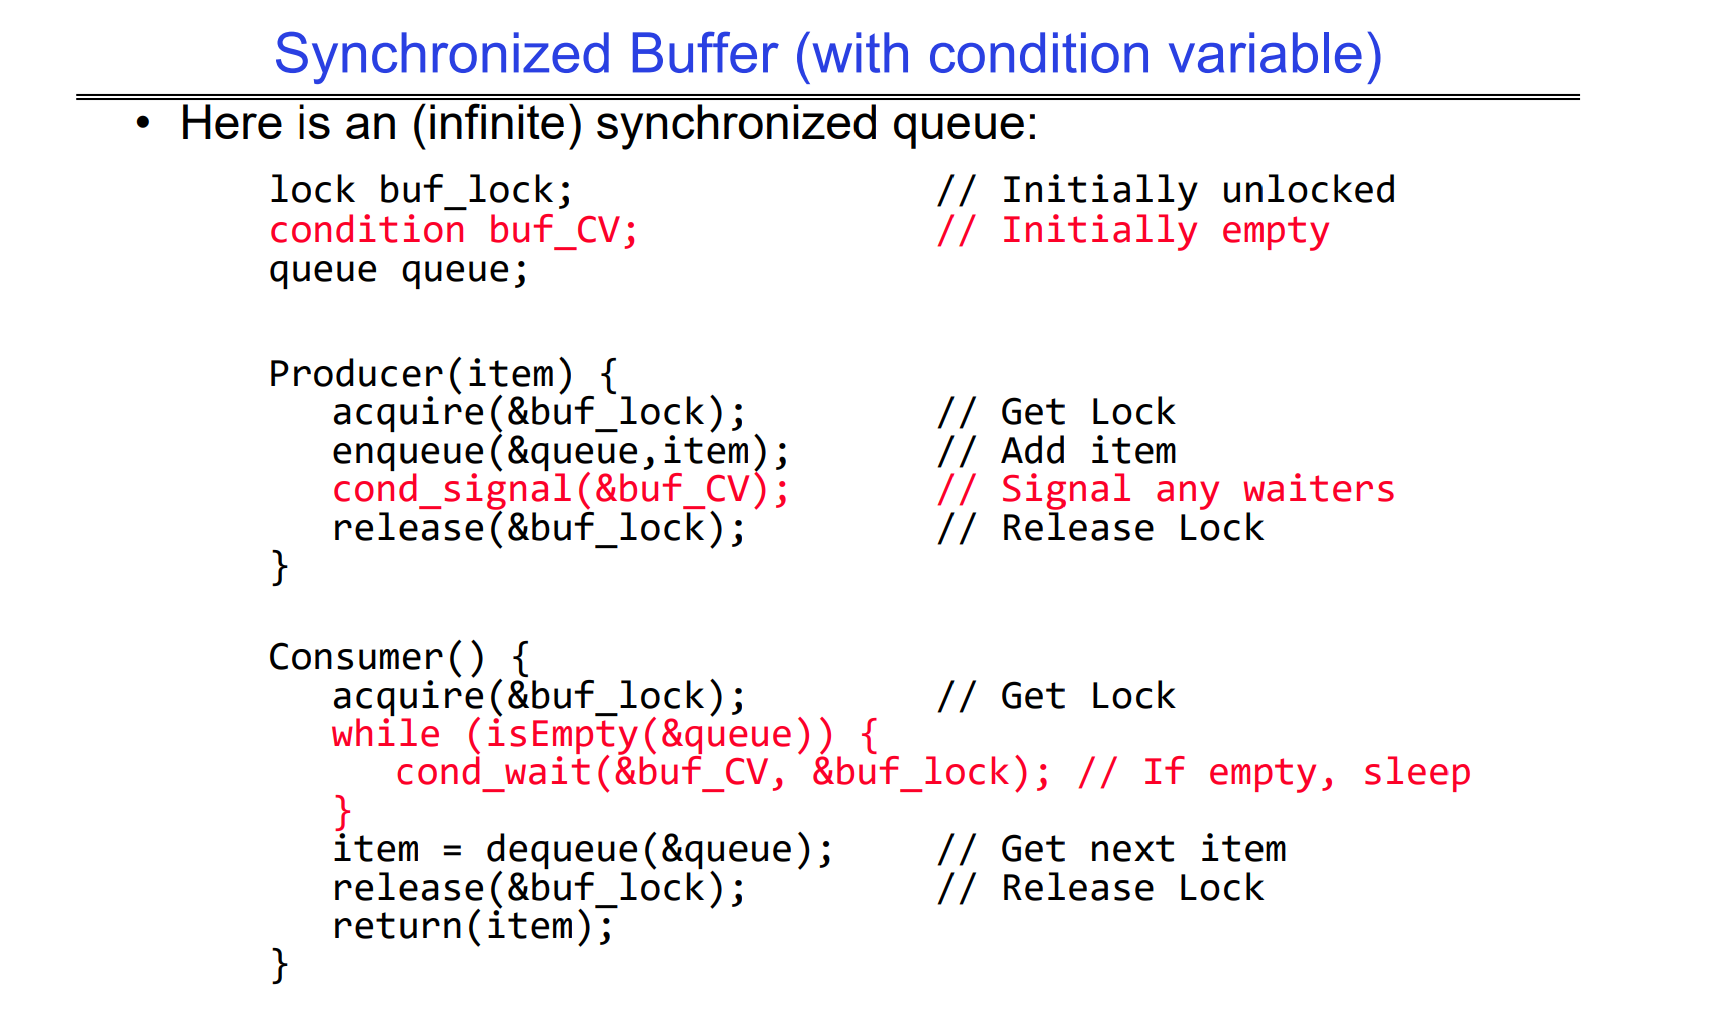 Synchronized Buffer (with condition variable)
• Here is an (infinite) synchronized queue:
lock buf_lock; // Initially unlocked
condition buf_CV; // Initially empty
queue queue;
Producer(item) {
acquire(&buf_lock); // Get Lock
enqueue(&queue,item); // Add item
cond_signal(&buf_CV); // Signal any waiters
release(&buf_lock); // Release Lock
}
Consumer() {
acquire(&buf_lock); // Get Lock
while (isEmpty(&queue)) {
cond_wait(&buf_CV, &buf_lock); // If empty, sleep
}
item = dequeue(&queue); // Get next item
release(&buf_lock); // Release Lock
return(item);
}